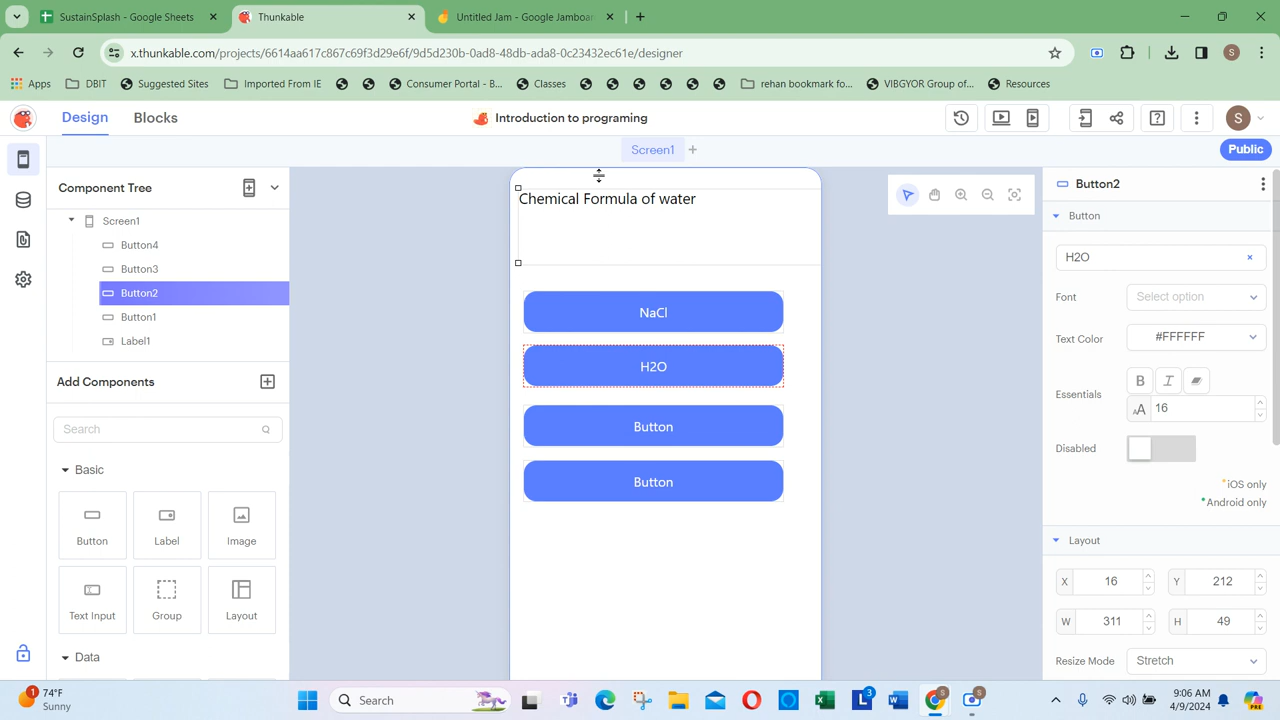 SustainSplash - Google Sheets
Thunkable
Untitled Jam - Google Jamboard
x.thunkable.com/projects/6614aa617c867c69f3d29e6f/9d5d230b-0ad8-48db-ada8-0c23432ec61e/designer
S
Apps
DBIT
Suggested Sites
Imported From IE
Consumer Portal - B...
Classes
rehan bookmark fo...
VIBGYOR Group of...
Resources
Design
Blocks
Introduction to programing
S
Screen1
Public
Component Tree
Screen1
Button4
Button3
Button2
Button1
Label1
Add Components
Search
Basic
Button
Label
Image
Text Input
Group
Layout
Data
Chemical Formula of water
NaCl
H2O
Button
Button
Button2
Button
H2O
Font
Select option
Text Color
#FFFFFF
Essentials
B
I
AA
16
Disabled
*iOS only
*Android only
Layout
X
16
Y
212
W
311
H
49
Resize Mode
Stretch
1
74°F
Sunny
Search
3
9:06 AM
4/9/2024